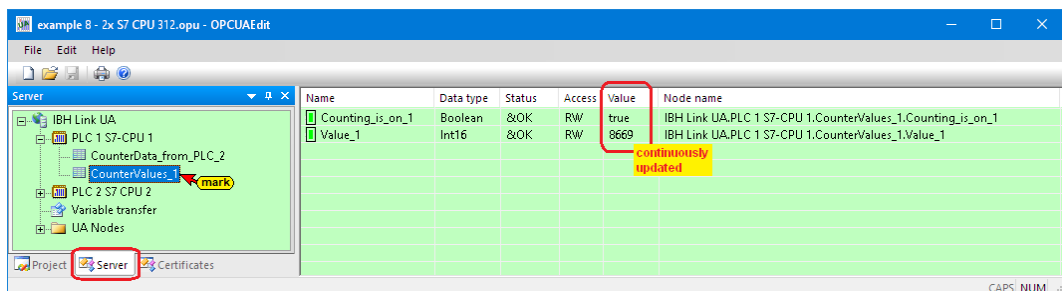 example 8 - 2x S7 CPU 312.opu - OPCUAEdit
File Edit Help
Server
Name Data type Status Access Value Node name
IBH Link UA
PLC 1 S7-CPU 1
CounterData_from_PLC_2
CounterValues_1
mark
PLC 2 S7 CPU 2
Variable transfer
UA Nodes
Counting_is_on_1 Boolean &OK RW true IBH Link UA.PLC 1 S7-CPU 1.CounterValues_1.Counting_is_on_1
Value_1 Int16 &OK RW 8669 IBH Link UA.PLC 1 S7-CPU 1.CounterValues_1.Value_1
continuously
updated
Project Server Certificates
CAPS NUM